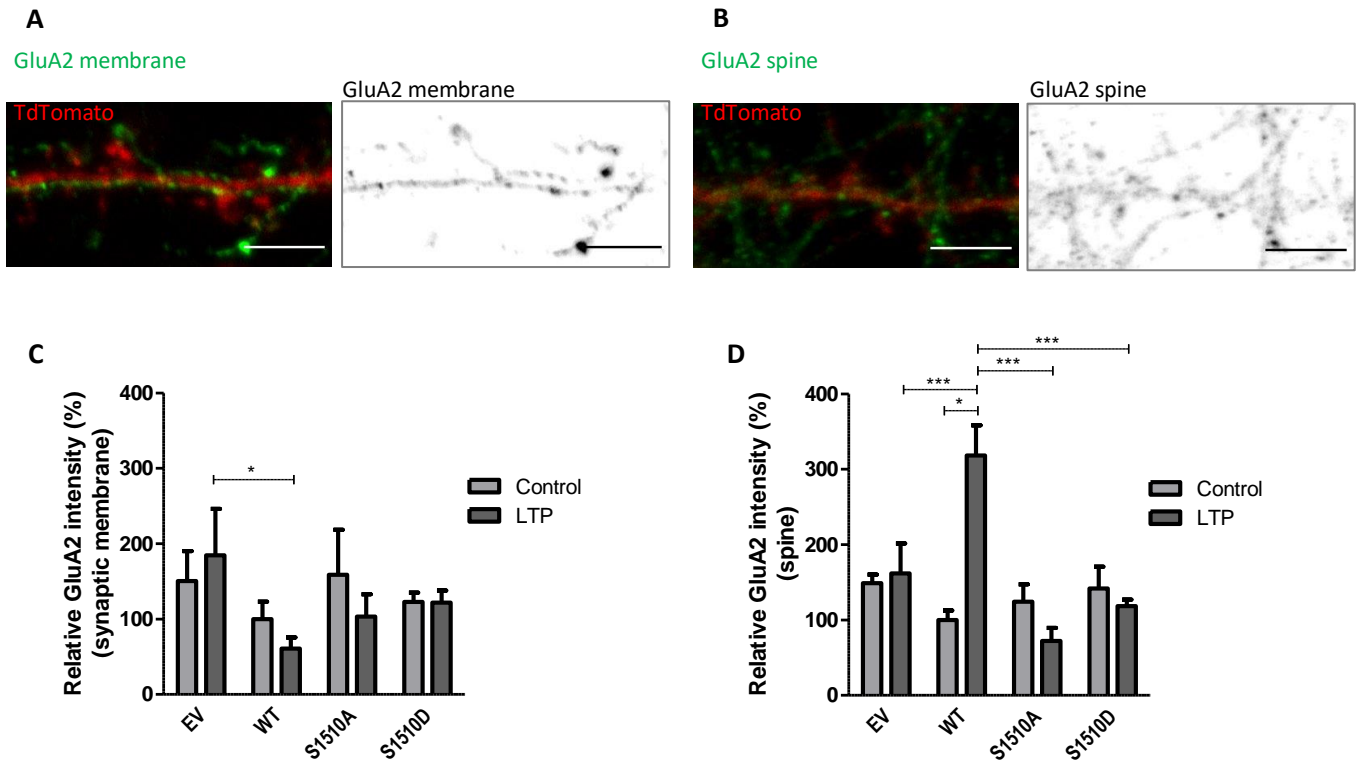 A
GluA2 membrane
TdTomato
GluA2 membrane
B
GluA2 spine
TdTomato
GluA2 spine
C
Relative GluA2 intensity (%)
(synaptic membrane)
400
300
200
100
0
*
EV
WT
S1510A
S1510D
Control
LTP
D
Relative GluA2 intensity (%)
(spine)
400
300
200
100
0
***
***
***
*
EV
WT
S1510A
S1510D
Control
LTP